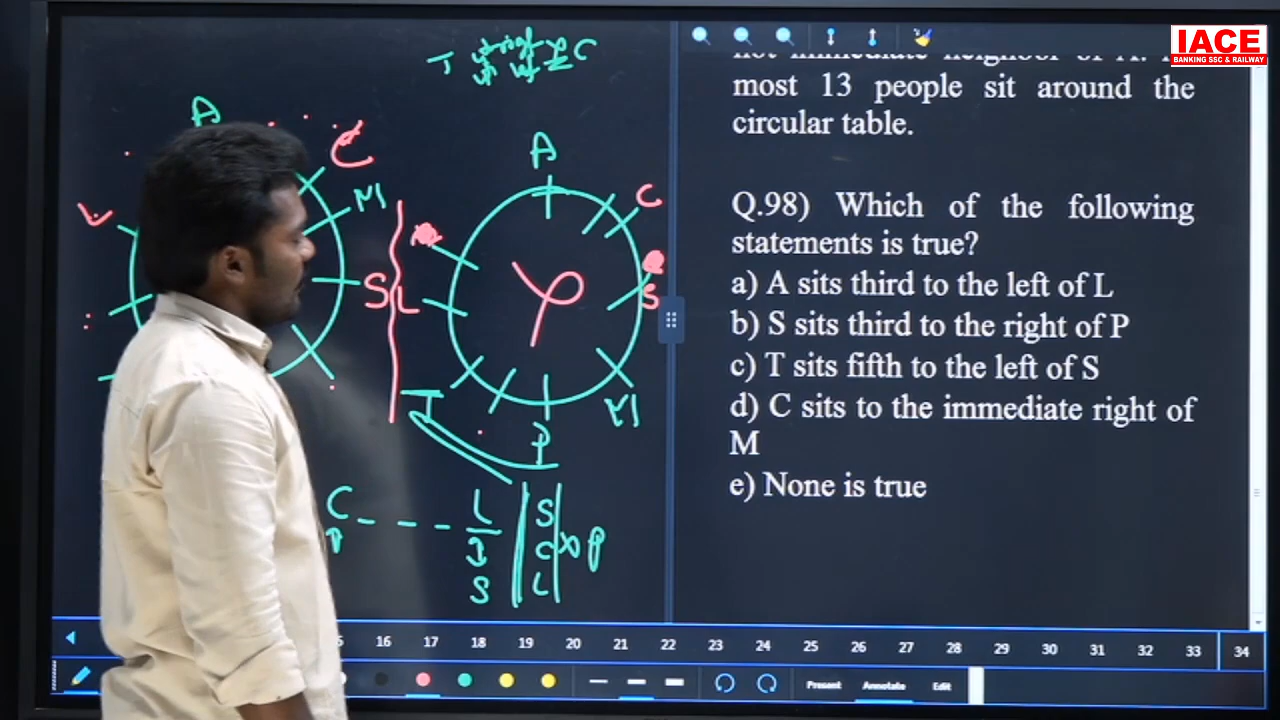 IACE
BANKING SSC & RAILWAY
most 13 people sit around the
circular table.
Q.98) Which of the following
statements is true?
a) A sits third to the left of L
b) S sits third to the right of P
c) T sits fifth to the left of S
d) C sits to the immediate right of
M
e) None is true
A
C
M
S
A
C
S
L
M
P
T
C - - - L
S
S
C
L
P
16 17 18 19 20 21 22 23 24 25 26 27 28 29 30 31 32 33 34
Present Annotate Edit